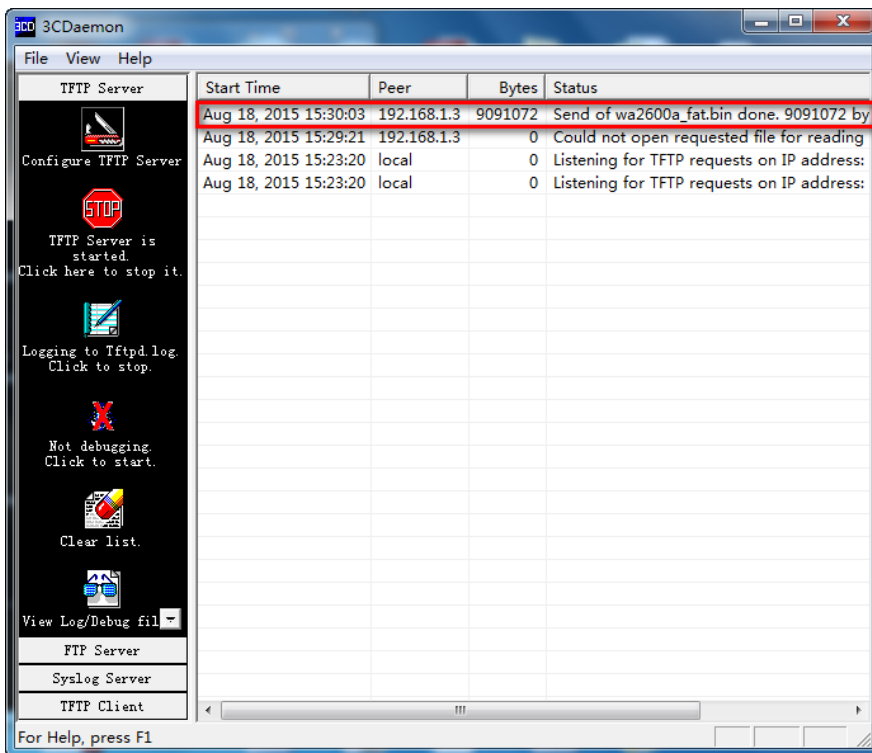 3CD 3CDaemon
File View Help
TFTP Server
Configure TFTP Server
STOP
TFTP Server is
started.
Click here to stop it.
Logging to Tftpd.log.
Click to stop.
Not debugging.
Click to start.
Clear list.
View Log/Debug fil
FTP Server
Syslog Server
TFTP Client
Start Time Peer Bytes Status
Aug 18, 2015 15:30:03 192.168.1.3 9091072 Send of wa2600a_fat.bin done. 9091072 by
Aug 18, 2015 15:29:21 192.168.1.3 0 Could not open requested file for reading
Aug 18, 2015 15:23:20 local 0 Listening for TFTP requests on IP address:
Aug 18, 2015 15:23:20 local 0 Listening for TFTP requests on IP address:
For Help, press F1